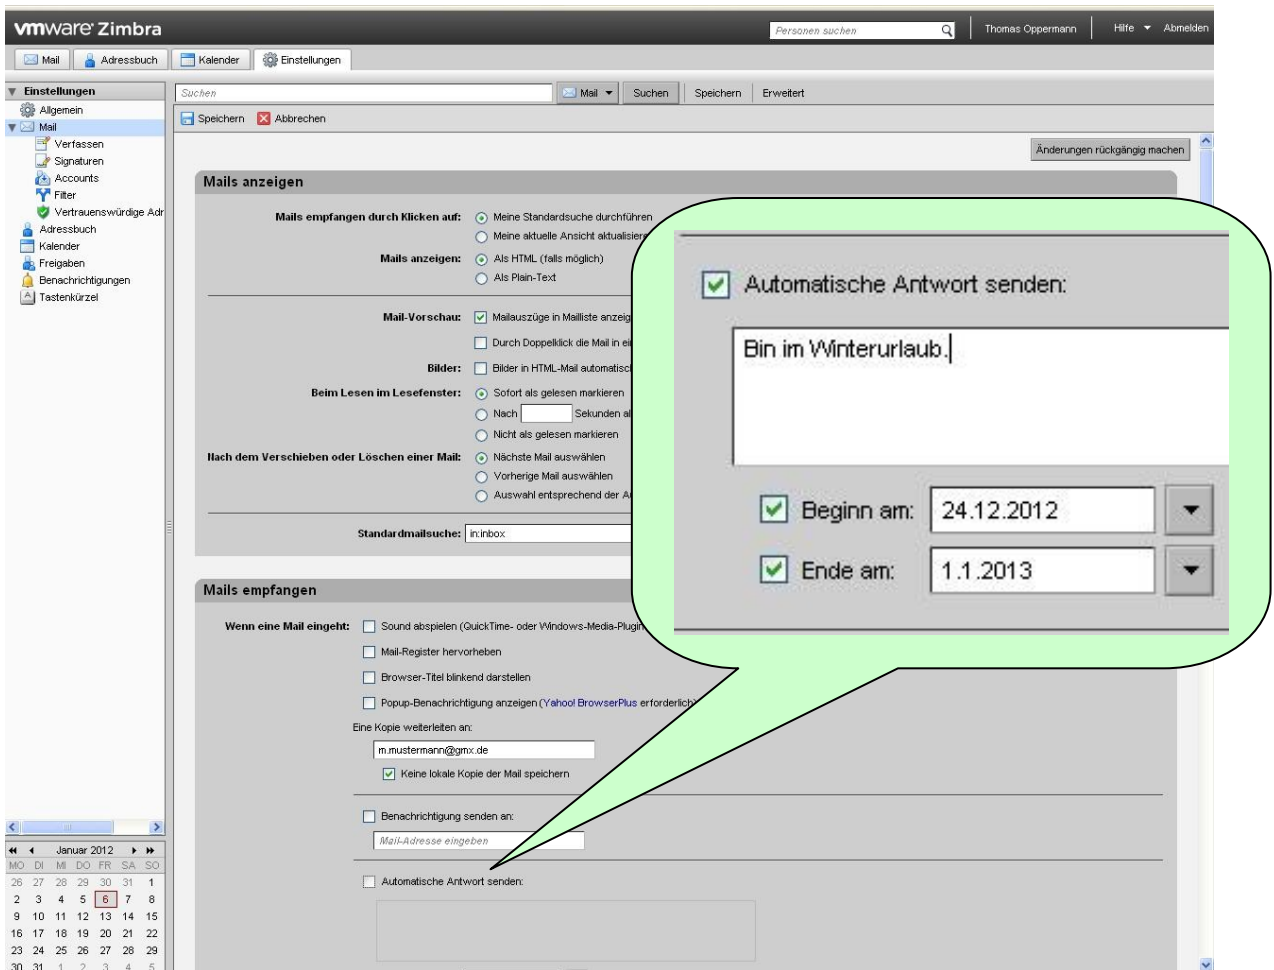 vmware Zimbra
Personen suchen
Thomas Oppermann
Hilfe
Abmelden
Mail
Adressbuch
Kalender
Einstellungen
Einstellungen
Allgemein
Mail
Verfassen
Signaturen
Accounts
Filter
Vertrauenswürdige Adr
Adressbuch
Kalender
Freigaben
Benachrichtigungen
Tastenkürzel
Suchen
Mail
Suchen
Speichern
Erweitert
Speichern
Abbrechen
Änderungen rückgängig machen
Mails anzeigen
Mails empfangen durch Klicken auf: Meine Standardsuche durchführen
Meine aktuelle Ansicht aktualisiere
Mails anzeigen: Als HTML (falls möglich)
Als Plain-Text
Mail-Vorschau: Mailauszüge in Mailliste anzeig
Durch Doppelklick die Mail in ei
Bilder: Bilder in HTML-Mail automatisc
Beim Lesen im Lesefenster: Sofort als gelesen markieren
Nach Sekunden al
Nicht als gelesen markieren
Nach dem Verschieben oder Löschen einer Mail: Nächste Mail auswählen
Vorherige Mail auswählen
Auswahl entsprechend der A
Standardmailsuche: in:inbox
Mails empfangen
Wenn eine Mail eingeht: Sound abspielen (QuickTime- oder Windows-Media-Plugin
Mail-Register hervorheben
Browser-Titel blinkend darstellen
Popup-Benachrichtigung anzeigen (Yahoo! BrowserPlus erforderlich)
Eine Kopie weiterleiten an:
m.mustermann@gmx.de
Keine lokale Kopie der Mail speichern
Benachrichtigung senden an:
Mail-Adresse eingeben
Automatische Antwort senden:
Automatische Antwort senden:
Bin im Winterurlaub.
Beginn am: 24.12.2012
Ende am: 1.1.2013
Januar 2012
MO DI MI DO FR SA SO
26 27 28 29 30 31 1
2 3 4 5 6 7 8
9 10 11 12 13 14 15
16 17 18 19 20 21 22
23 24 25 26 27 28 29
30 31 1 2 3 4 5